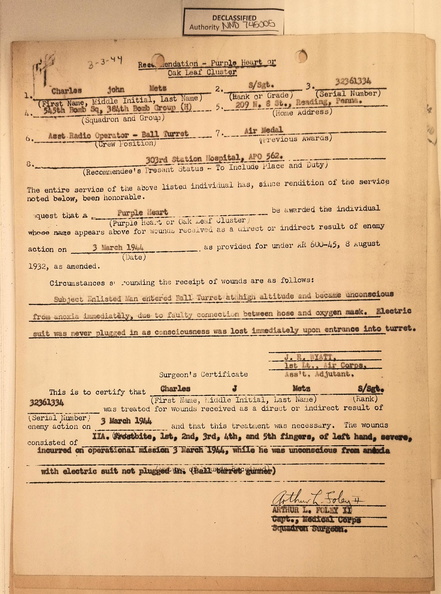 DECLASSIFIED
Authority NND 745005
3-3-44
Recommendation - Purple Heart or
Oak Leaf Cluster
1. Charles John Metz 2. S/Sgt. 3. 32361334
(First Name, Middle Initial, Last Name) (Rank or Grade) (Serial Number)
4. 545th Bomb Sq, 384th Bomb Group (H) 5. 209 N. 8 St., Reading, Penna.
(Squadron and Group) (Home Address)
6. Asst Radio Operator - Ball Turret 7. Air Medal
(Crew Position) (Previous Awards)
8. 303rd Station Hospital, APO 562.
(Recommendee's Present Status - To Include Place and Duty)
The entire service of the above listed individual has, since rendition of the service
noted below, been honorable.
quest that a Purple Heart be awarded the individual
(Purple Heart or Oak Leaf Cluster)
whose name appears above for wounds received as a direct or indirect result of enemy
action on 3 March 1944 as provided for under AR 600-45, 8 August
(Date)
1932, as amended.
Circumstances surrounding the receipt of wounds are as follows:
Subject Enlisted Man entered Ball Turret at high altitude and became unconscious
from anoxia immediately, due to faulty connection between hose and oxygen mask. Electric
suit was never plugged in as consciousness was lost immediately upon entrance into turret.
1st Lt., Air Corps.
Ass't. Adjutant.
Surgeon's Certificate
This is to certify that Charles J Metz S/Sgt.
(First Name, Middle Initial, Last Name) (Rank)
32361334 was treated for wounds received as a direct or indirect result of
(Serial Number)
enemy action on 3 March 1944 and that this treatment was necessary. The wounds
consisted of IIA. Frostbite, 1st, 2nd, 3rd, 4th, and 5th fingers, of left hand, severe,
incurred on operational mission 3 March 1944, while he was unconscious from anoxia
with electric suit not plugged in. (Ball turret gunner)
Arthur L. Foley II
ARTHUR L. FOLEY II
Capt., Medical Corps
Squadron Surgeon.